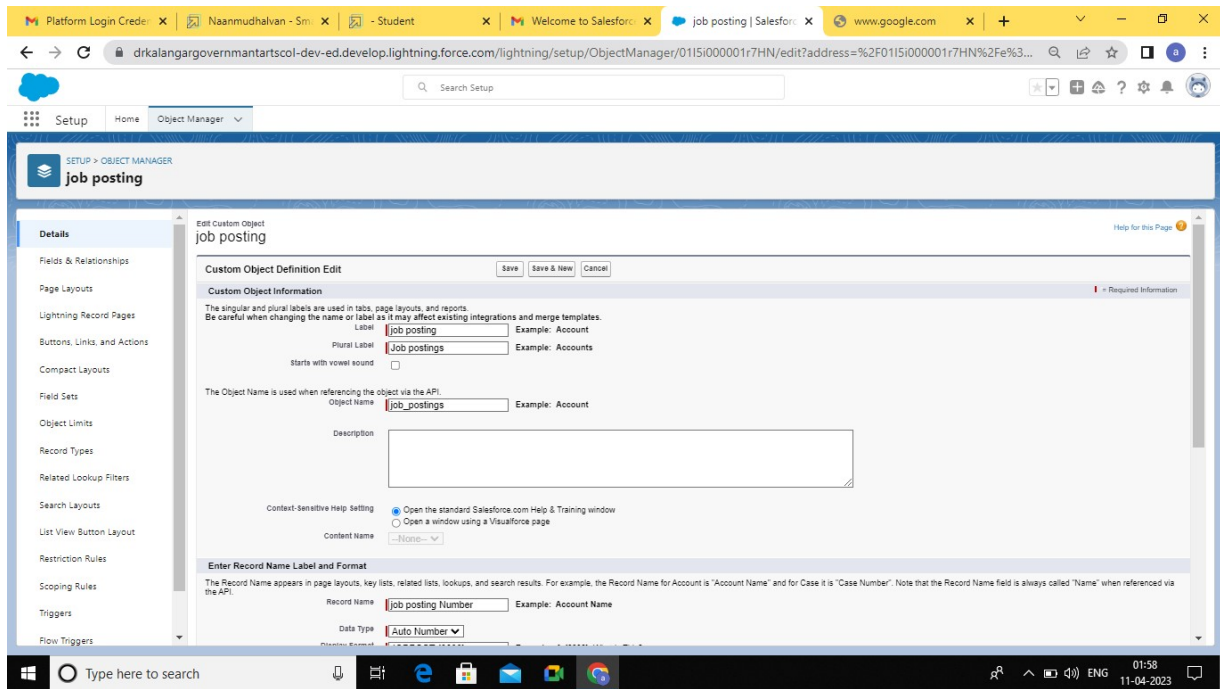 Platform Login Creden
Naanmudhalvan - Sm
- Student
Welcome to Salesforc
job posting | Salesforc
www.google.com
drkalangargovernmantartscol-dev-ed.develop.lightning.force.com/lightning/setup/ObjectManager/01I5i000001r7HN/edit?address=%2F01I5i000001r7HN%2Fe%3...
a
Search Setup
Setup
Home
Object Manager
SETUP > OBJECT MANAGER
job posting
Details
Fields & Relationships
Page Layouts
Lightning Record Pages
Buttons, Links, and Actions
Compact Layouts
Field Sets
Object Limits
Record Types
Related Lookup Filters
Search Layouts
List View Button Layout
Restriction Rules
Scoping Rules
Triggers
Flow Triggers
Edit Custom Object
job posting
Help for this Page
Custom Object Definition Edit
Save
Save & New
Cancel
Custom Object Information
= Required Information
The singular and plural labels are used in tabs, page layouts, and reports.
Be careful when changing the name or label as it may affect existing integrations and merge templates.
Label job posting Example: Account
Plural Label Job postings Example: Accounts
Starts with vowel sound
The Object Name is used when referencing the object via the API.
Object Name job_postings Example: Account
Description
Context-Sensitive Help Setting Open the standard Salesforce.com Help & Training window
Open a window using a Visualforce page
Content Name --None--
Enter Record Name Label and Format
The Record Name appears in page layouts, key lists, related lists, lookups, and search results. For example, the Record Name for Account is "Account Name" and for Case it is "Case Number". Note that the Record Name field is always called "Name" when referenced via
the API.
Record Name job posting Number Example: Account Name
Data Type Auto Number
Display Format
Type here to search
ENG
01:58
11-04-2023